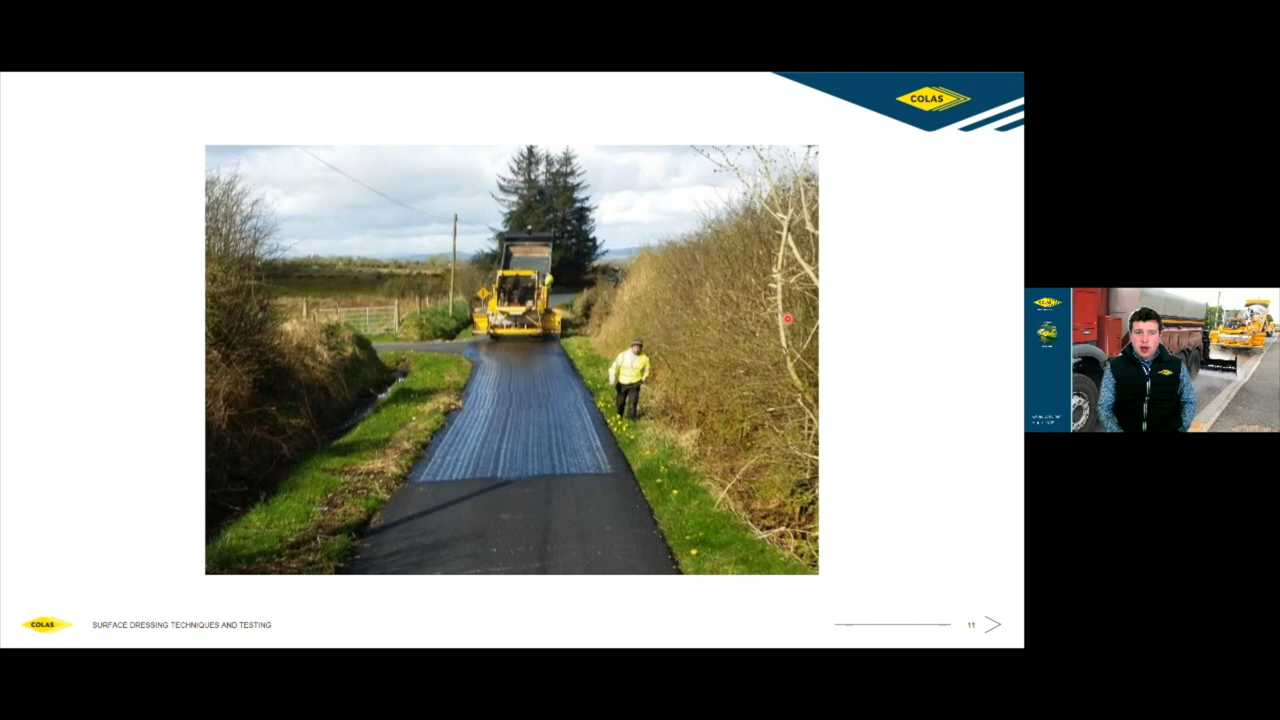 COLAS
COLAS
SURFACE DRESSING TECHNIQUES AND TESTING
11